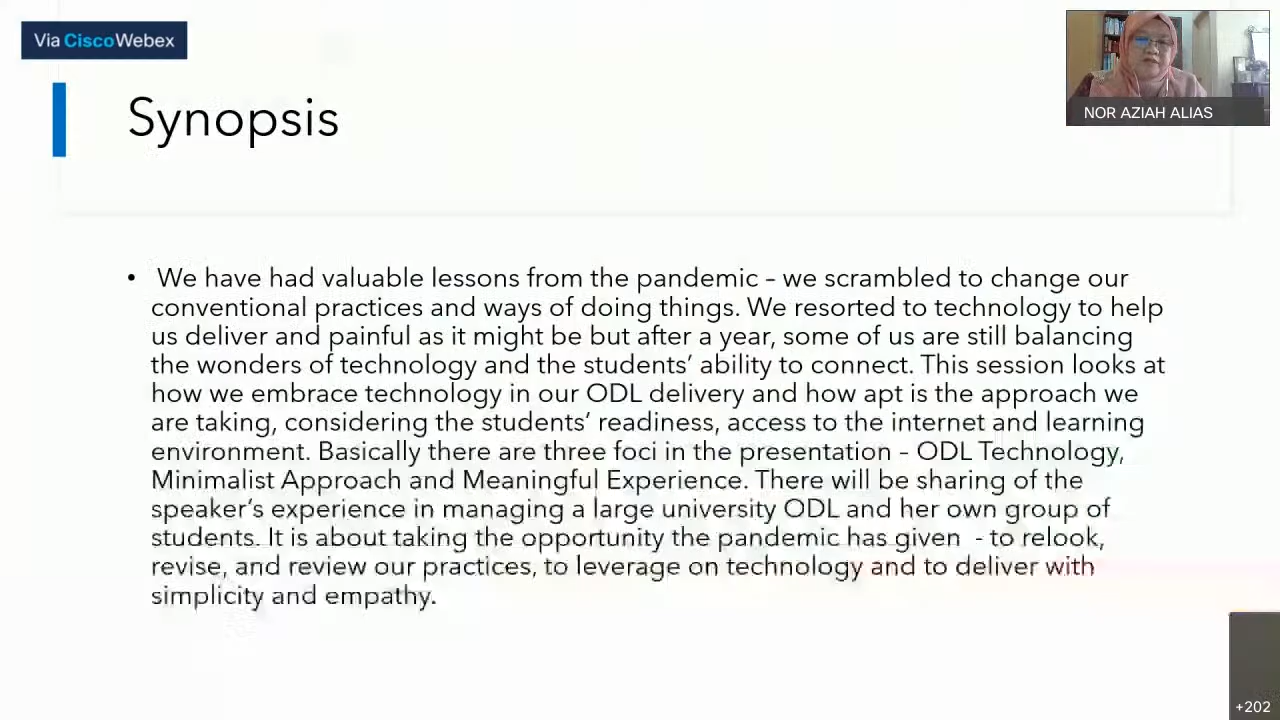 Via Cisco Webex
NOR AZIAH ALIAS
Synopsis
• We have had valuable lessons from the pandemic – we scrambled to change our
conventional practices and ways of doing things. We resorted to technology to help
us deliver and painful as it might be but after a year, some of us are still balancing
the wonders of technology and the students’ ability to connect. This session looks at
how we embrace technology in our ODL delivery and how apt is the approach we
are taking, considering the students’ readiness, access to the internet and learning
environment. Basically there are three foci in the presentation – ODL Technology,
Minimalist Approach and Meaningful Experience. There will be sharing of the
speaker’s experience in managing a large university ODL and her own group of
students. It is about taking the opportunity the pandemic has given - to relook,
revise, and review our practices, to leverage on technology and to deliver with
simplicity and empathy.
+202